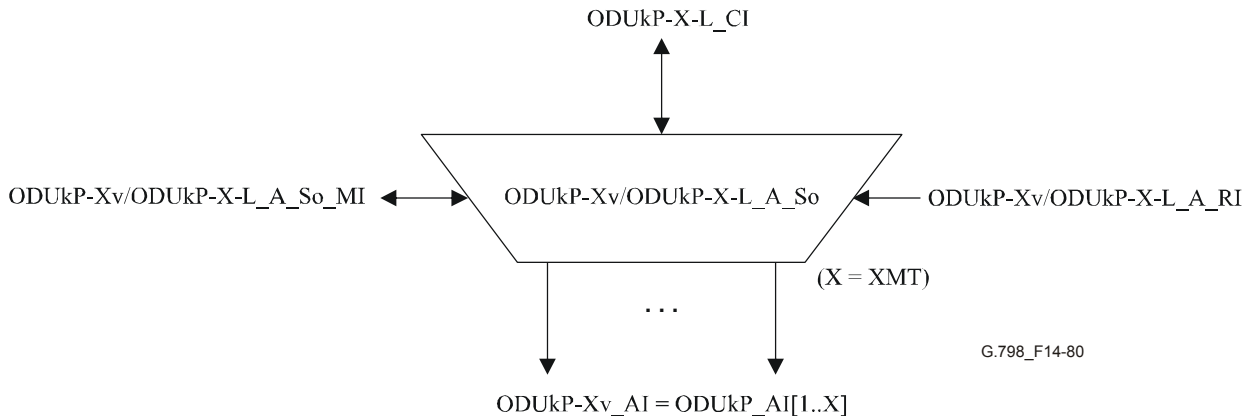 ODUkP-X-L_CI
ODUkP-Xv/ODUkP-X-L_A_So_MI
ODUkP-Xv/ODUkP-X-L_A_So
ODUkP-Xv/ODUkP-X-L_A_RI
(X = XMT)
. . .
G.798_F14-80
ODUkP-Xv_AI = ODUkP_AI[1..X]